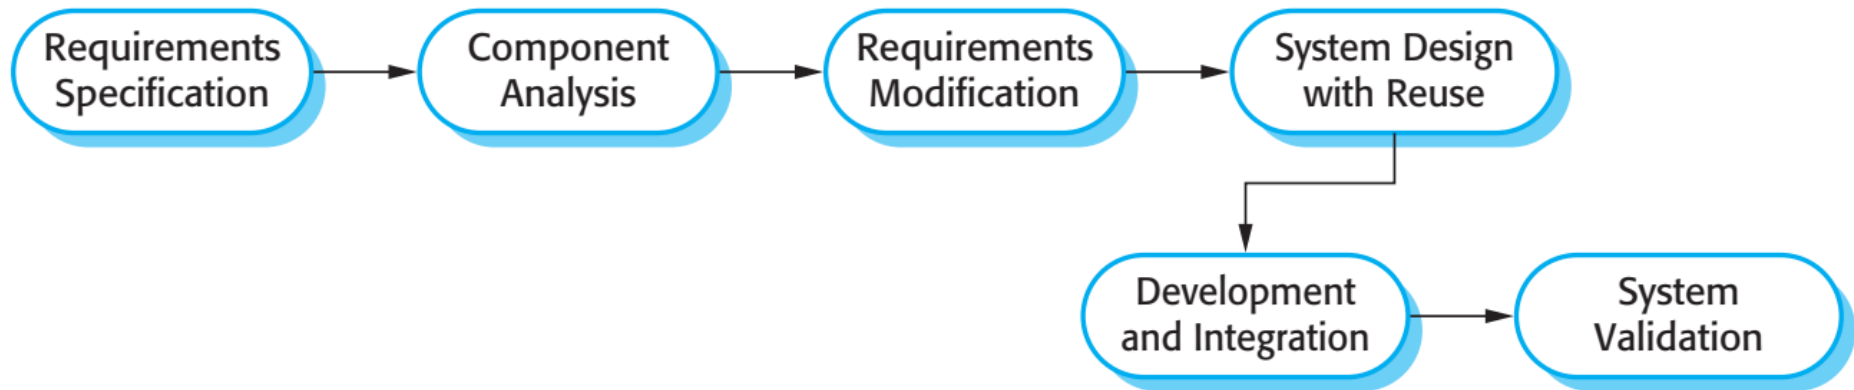 Requirements
Specification
Component
Analysis
Requirements
Modification
System Design
with Reuse
Development
and Integration
System
Validation